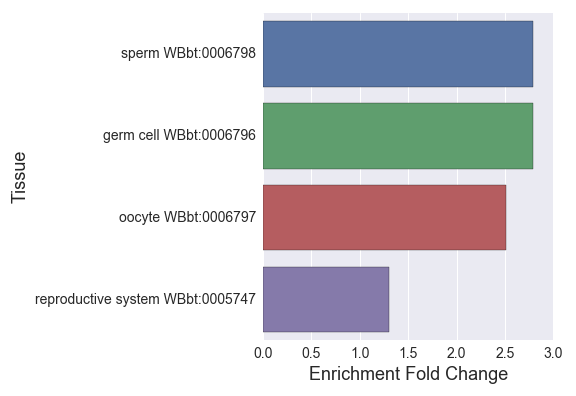 sperm WBbt:0006798
germ cell WBbt:0006796
oocyte WBbt:0006797
reproductive system WBbt:0005747
Tissue
0.0 0.5 1.0 1.5 2.0 2.5 3.0
Enrichment Fold Change